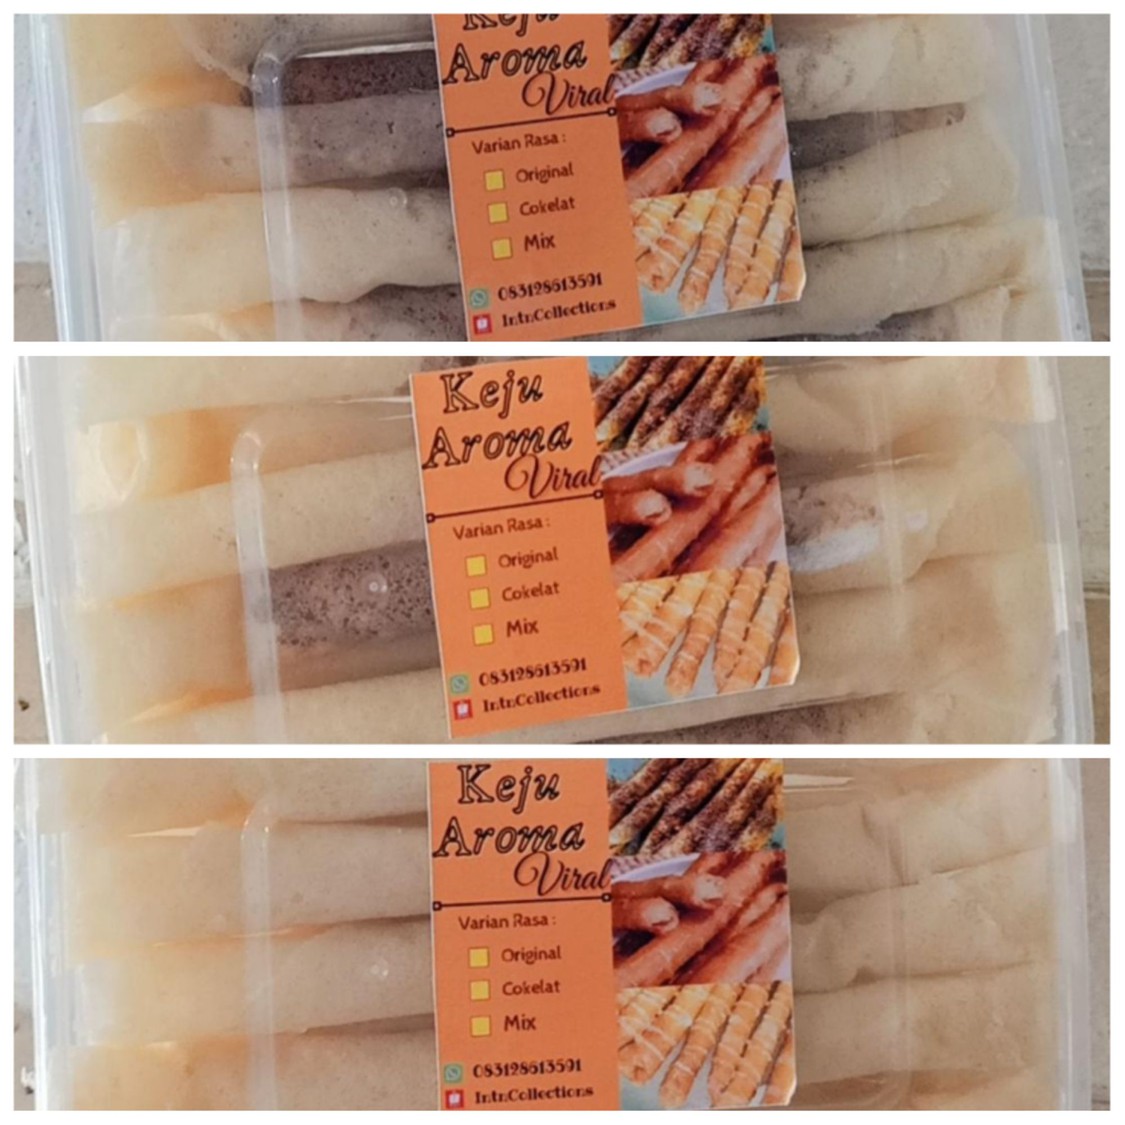 Keju
Aroma
Viral
Varian Rasa :
Original
Cokelat
Mix
083128613591
IntnCollections
Keju
Aroma
Viral
Varian Rasa :
Original
Cokelat
Mix
083128613591
IntnCollections
Keju
Aroma
Viral
Varian Rasa :
Original
Cokelat
Mix
083128613591
IntnCollections